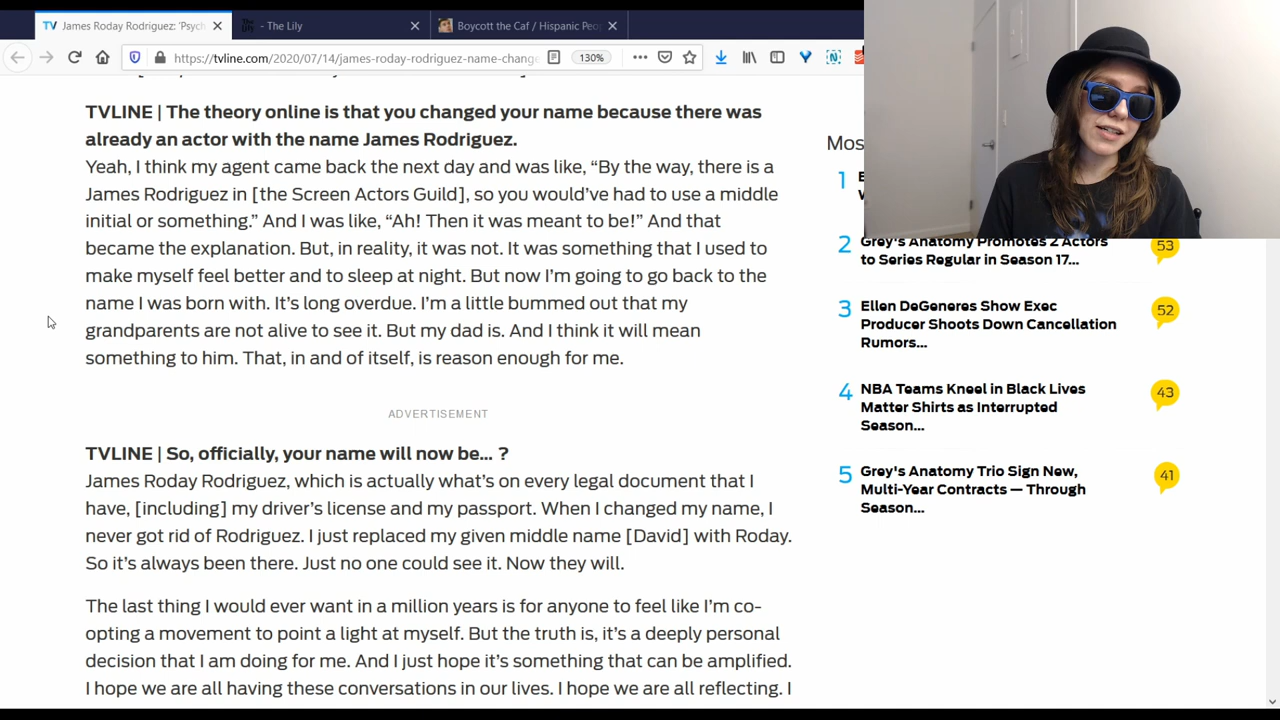 James Roday Rodriguez: 'Psych
- The Lily
Boycott the Caf / Hispanic Peo
https://tvline.com/2020/07/14/james-roday-rodriguez-name-change
130%
TVLINE | The theory online is that you changed your name because there was
already an actor with the name James Rodriguez.
Yeah, I think my agent came back the next day and was like, “By the way, there is a
James Rodriguez in [the Screen Actors Guild], so you would’ve had to use a middle
initial or something.” And I was like, “Ah! Then it was meant to be!” And that
became the explanation. But, in reality, it was not. It was something that I used to
make myself feel better and to sleep at night. But now I’m going to go back to the
name I was born with. It’s long overdue. I’m a little bummed out that my
grandparents are not alive to see it. But my dad is. And I think it will mean
something to him. That, in and of itself, is reason enough for me.
ADVERTISEMENT
TVLINE | So, officially, your name will now be... ?
James Roday Rodriguez, which is actually what’s on every legal document that I
have, [including] my driver’s license and my passport. When I changed my name, I
never got rid of Rodriguez. I just replaced my given middle name [David] with Roday.
So it’s always been there. Just no one could see it. Now they will.
The last thing I would ever want in a million years is for anyone to feel like I’m co-
opting a movement to point a light at myself. But the truth is, it’s a deeply personal
decision that I am doing for me. And I just hope it’s something that can be amplified.
I hope we are all having these conversations in our lives. I hope we are all reflecting. I
Mos
1
2
Grey's Anatomy Promotes 2 Actors
to Series Regular in Season 17...
53
3
Ellen DeGeneres Show Exec
Producer Shoots Down Cancellation
Rumors...
52
4
NBA Teams Kneel in Black Lives
Matter Shirts as Interrupted
Season...
43
5
Grey's Anatomy Trio Sign New,
Multi-Year Contracts — Through
Season...
41